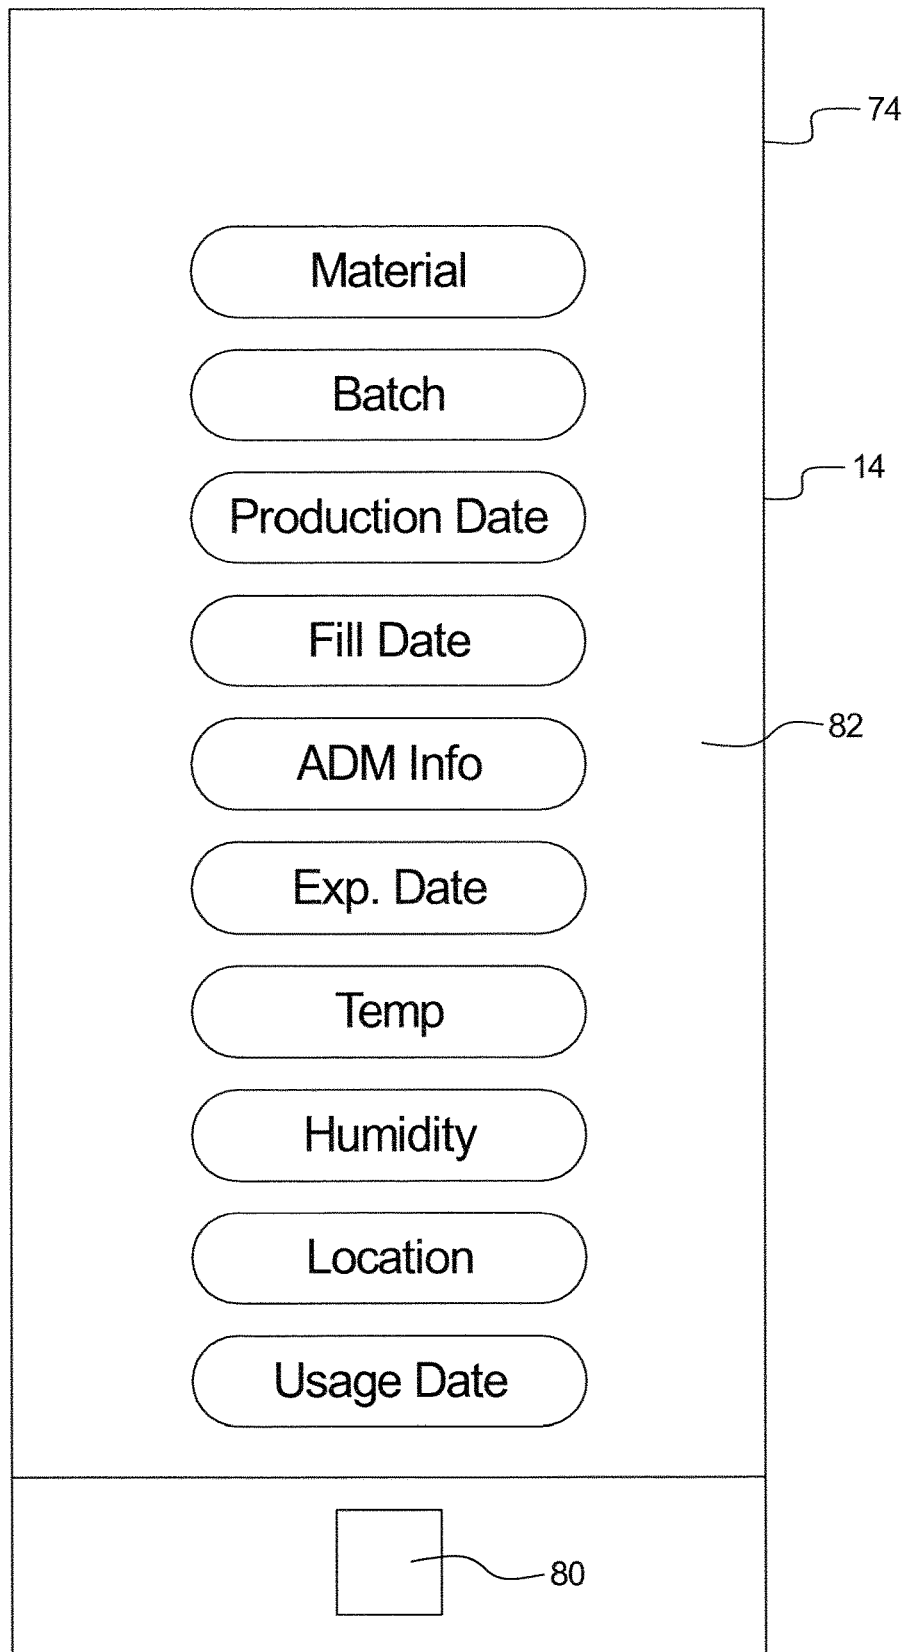 74
Material
Batch
14
Production Date
Fill Date
82
ADM Info
Exp. Date
Temp
Humidity
Location
Usage Date
80